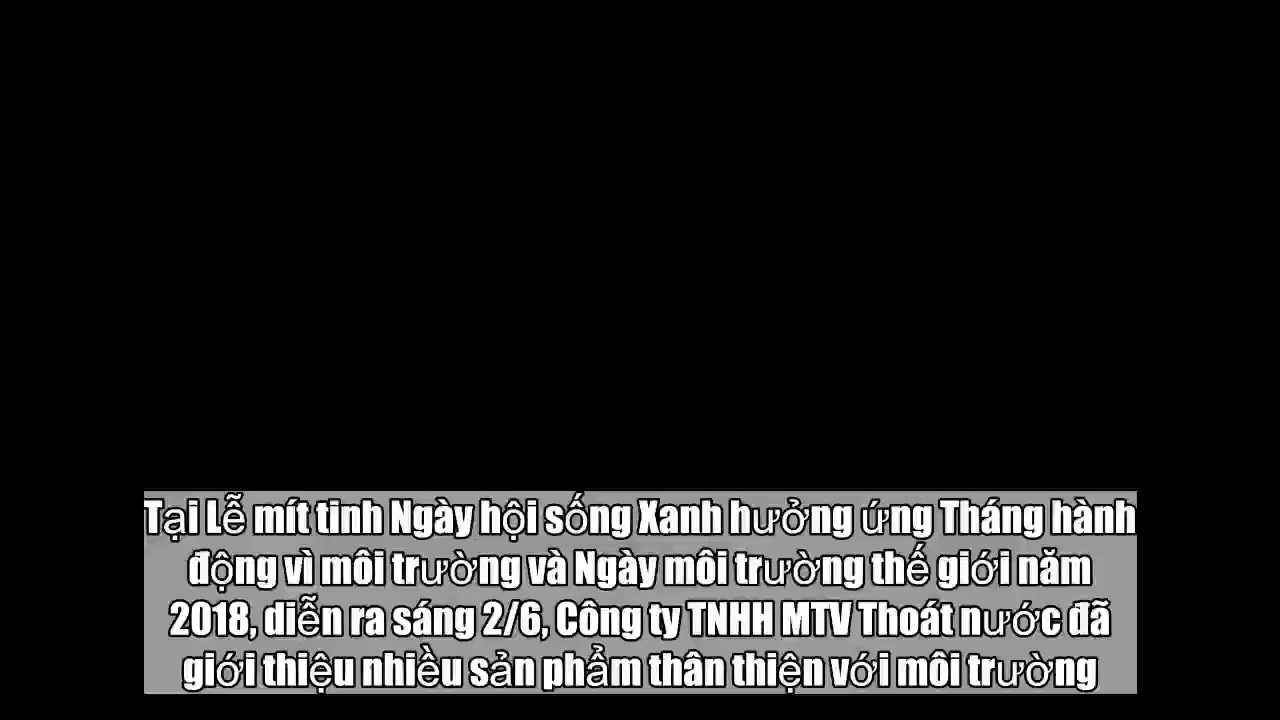 Tại Lễ mít tinh Ngày hội sống Xanh hưởng ứng Tháng hành
động vì môi trường và Ngày môi trường thế giới năm
2018, diễn ra sáng 2/6, Công ty TNHH MTV Thoát nước đã
giới thiệu nhiều sản phẩm thân thiện với môi trường